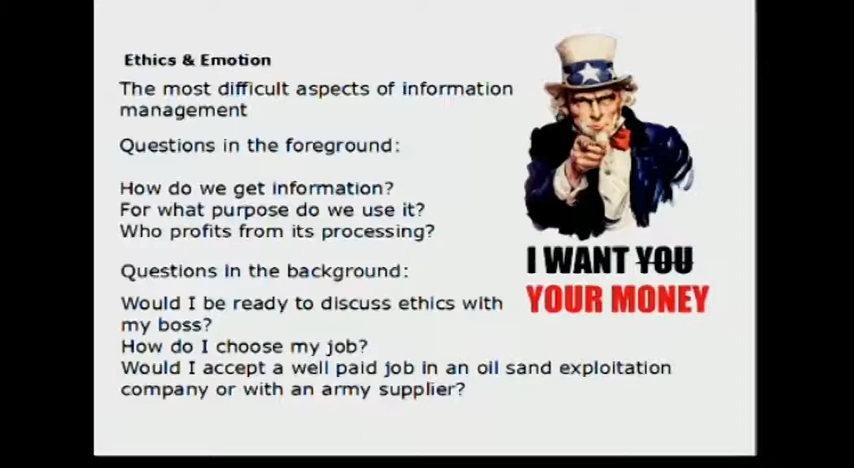 Ethics & Emotion
The most difficult aspects of information
management
Questions in the foreground:
How do we get information?
For what purpose do we use it?
Who profits from its processing?
Questions in the background:
Would I be ready to discuss ethics with
my boss?
How do I choose my job?
Would I accept a well paid job in an oil sand exploitation
company or with an army supplier?
I WANT YOU
YOUR MONEY